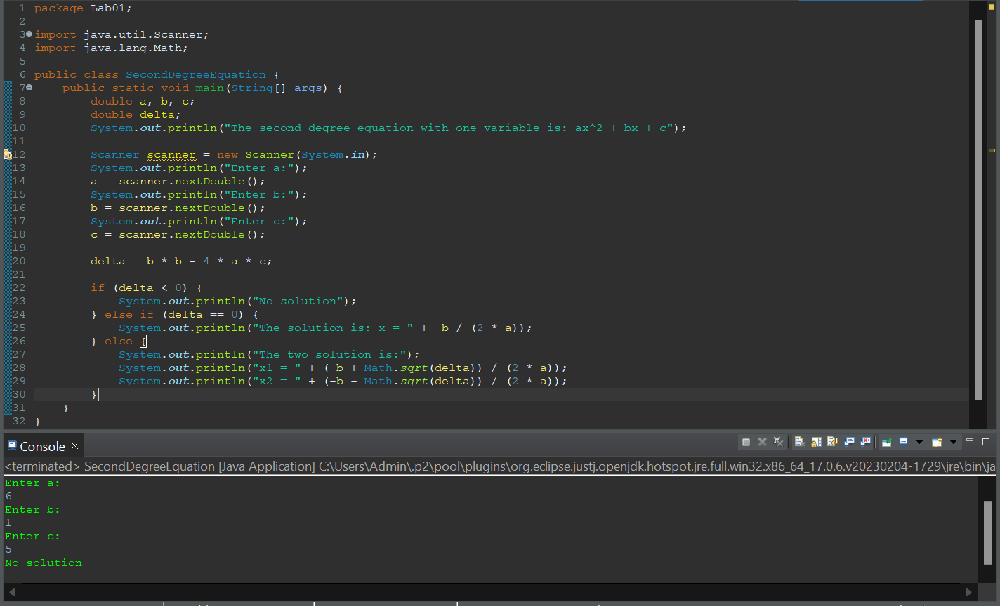 1 package Lab01;
2
3 import java.util.Scanner;
4 import java.lang.Math;
5
6 public class SecondDegreeEquation {
7     public static void main(String[] args) {
8         double a, b, c;
9         double delta;
10         System.out.println("The second-degree equation with one variable is: ax^2 + bx + c");
11
12         Scanner scanner = new Scanner(System.in);
13         System.out.println("Enter a:");
14         a = scanner.nextDouble();
15         System.out.println("Enter b:");
16         b = scanner.nextDouble();
17         System.out.println("Enter c:");
18         c = scanner.nextDouble();
19
20         delta = b * b - 4 * a * c;
21
22         if (delta < 0) {
23             System.out.println("No solution");
24         } else if (delta == 0) {
25             System.out.println("The solution is: x = " + -b / (2 * a));
26         } else {
27             System.out.println("The two solution is:");
28             System.out.println("x1 = " + (-b + Math.sqrt(delta)) / (2 * a));
29             System.out.println("x2 = " + (-b - Math.sqrt(delta)) / (2 * a));
30         }
31     }
32 }
Console ×
<terminated> SecondDegreeEquation [Java Application] C:\Users\Admin\.p2\pool\plugins\org.eclipse.justj.openjdk.hotspot.jre.full.win32.x86_64_17.0.6.v20230204-1729\jre\bin\ja
Enter a:
6
Enter b:
1
Enter c:
5
No solution